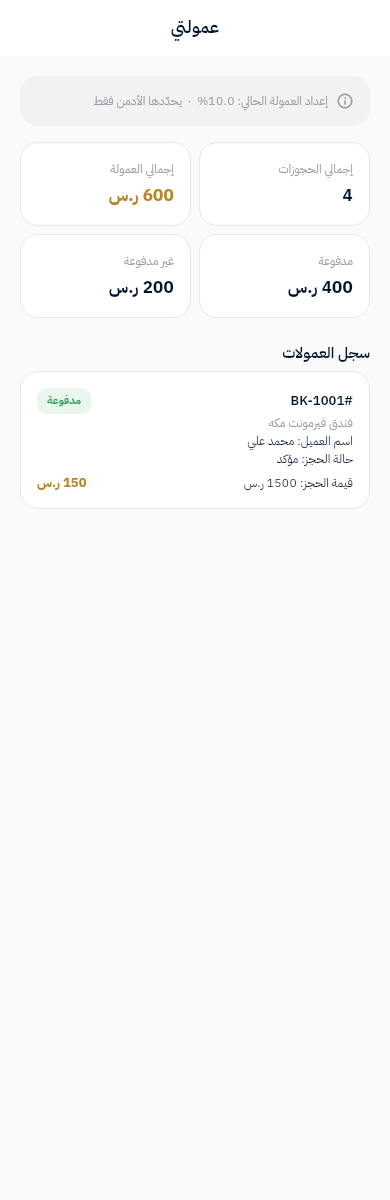 عمولتي
إعداد العمولة الحالي: 10.0% · يحدّدها الأدمن فقط
إجمالي الحجوزات
4
إجمالي العمولة
600 ر.س
مدفوعة
400 ر.س
غير مدفوعة
200 ر.س
سجل العمولات
BK-1001#
مدفوعة
فندق فيرمونت مكه
اسم العميل: محمد علي
حالة الحجز: مؤكد
قيمة الحجز: 1500 ر.س
150 ر.س